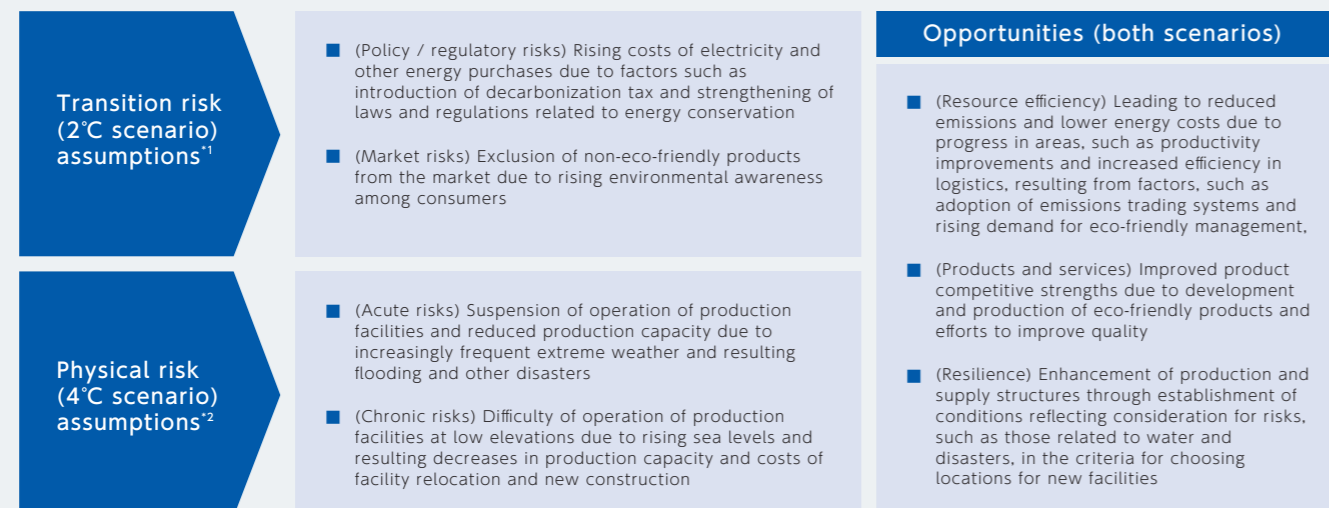 Transition risk
(2°C scenario)
assumptions*1
■ (Policy / regulatory risks) Rising costs of electricity and
other energy purchases due to factors such as
introduction of decarbonization tax and strengthening of
laws and regulations related to energy conservation
■ (Market risks) Exclusion of non-eco-friendly products
from the market due to rising environmental awareness
among consumers
Physical risk
(4°C scenario)
assumptions*2
■ (Acute risks) Suspension of operation of production
facilities and reduced production capacity due to
increasingly frequent extreme weather and resulting
flooding and other disasters
■ (Chronic risks) Difficulty of operation of production
facilities at low elevations due to rising sea levels and
resulting decreases in production capacity and costs of
facility relocation and new construction
Opportunities (both scenarios)
■ (Resource efficiency) Leading to reduced
emissions and lower energy costs due to
progress in areas, such as productivity
improvements and increased efficiency in
logistics, resulting from factors, such as
adoption of emissions trading systems and
rising demand for eco-friendly management,
■ (Products and services) Improved product
competitive strengths due to development
and production of eco-friendly products and
efforts to improve quality
■ (Resilience) Enhancement of production and
supply structures through establishment of
conditions reflecting consideration for risks,
such as those related to water and
disasters, in the criteria for choosing
locations for new facilities